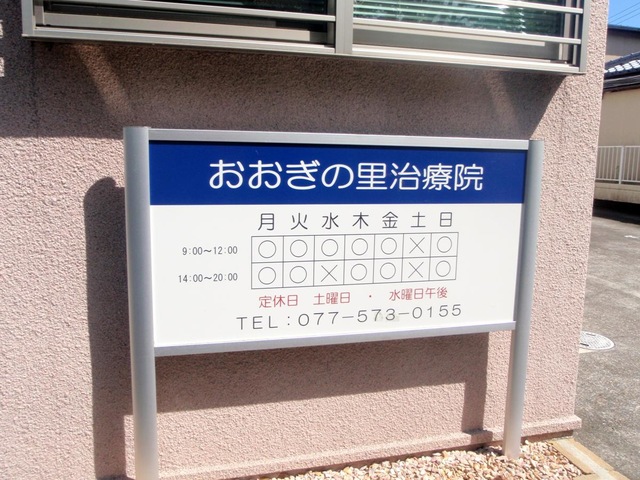 おおぎの里治療院
月 火 水 木 金 土 日
9:00～12:00 ○ ○ ○ ○ ○ × ○
14:00～20:00 ○ ○ × ○ ○ × ○
定休日 土曜日 ・ 水曜日午後
TEL：077-573-0155